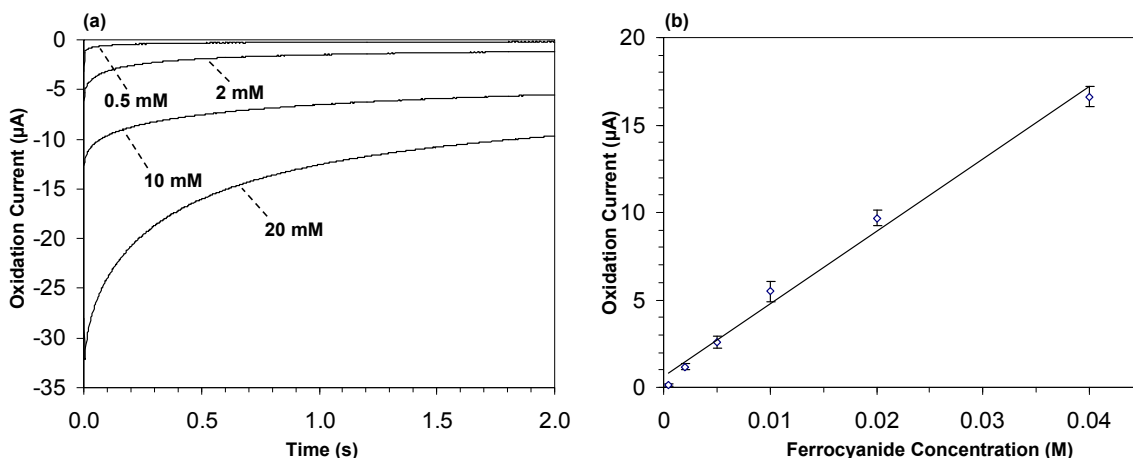 (a)
0
-5
-10
-15
-20
-25
-30
-35
Oxidation Current (µA)
0.5 mM
2 mM
10 mM
20 mM
0.0 0.5 1.0 1.5 2.0
Time (s)
(b)
20
15
10
5
0
Oxidation Current (µA)
0 0.01 0.02 0.03 0.04
Ferrocyanide Concentration (M)